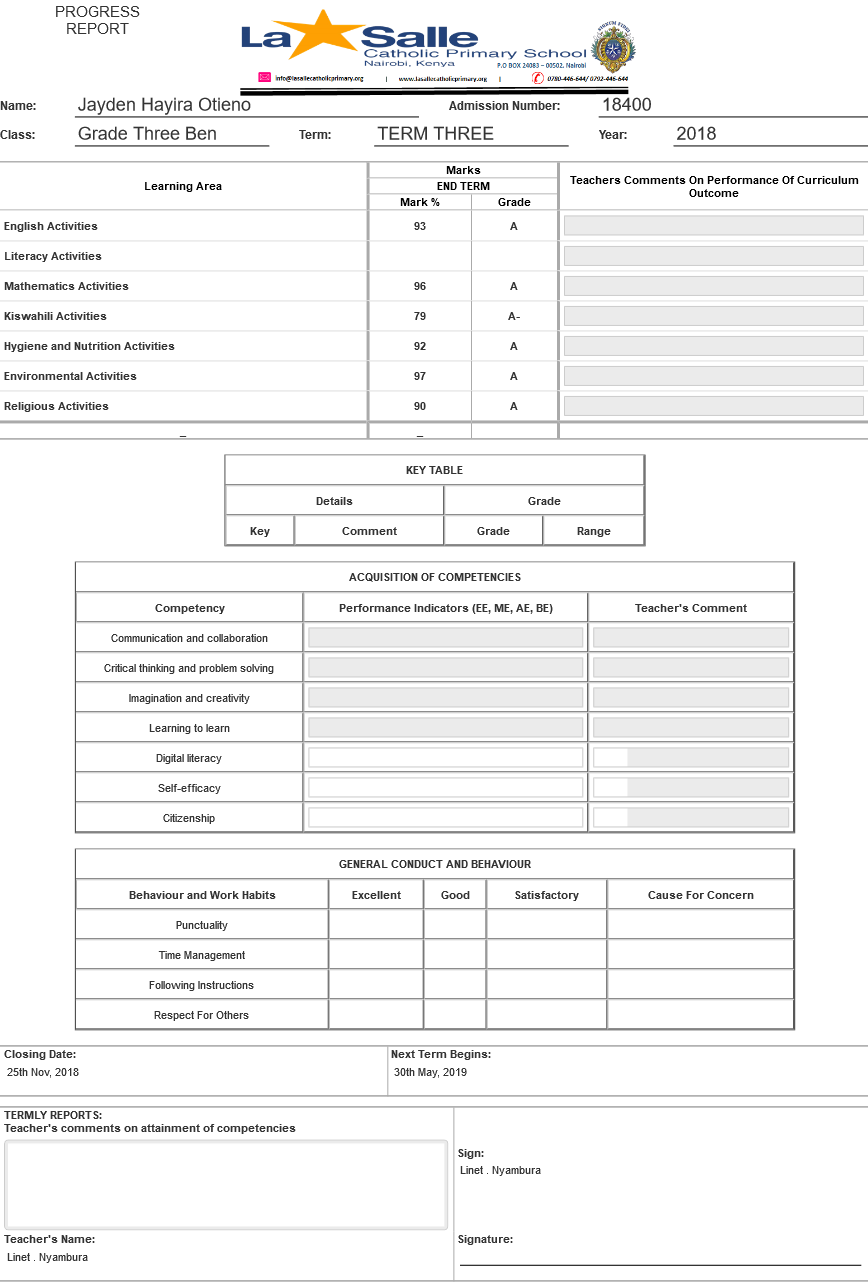 PROGRESS
REPORT
La Salle
Catholic Primary School
Nairobi, Kenya
P.O BOX 24083 – 00502, Nairobi
info@lasallecatholicprimary.org | www.lasallecatholicprimary.org | 0780-446-644/ 0792-446-644
Name: Jayden Hayira Otieno Admission Number: 18400
Class: Grade Three Ben Term: TERM THREE Year: 2018
Learning Area Marks Teachers Comments On Performance Of Curriculum Outcome
END TERM
Mark % Grade
English Activities 93 A
Literacy Activities
Mathematics Activities 96 A
Kiswahili Activities 79 A-
Hygiene and Nutrition Activities 92 A
Environmental Activities 97 A
Religious Activities 90 A
_ _
KEY TABLE
Details Grade
Key Comment Grade Range
ACQUISITION OF COMPETENCIES
Competency Performance Indicators (EE, ME, AE, BE) Teacher's Comment
Communication and collaboration
Critical thinking and problem solving
Imagination and creativity
Learning to learn
Digital literacy
Self-efficacy
Citizenship
GENERAL CONDUCT AND BEHAVIOUR
Behaviour and Work Habits Excellent Good Satisfactory Cause For Concern
Punctuality
Time Management
Following Instructions
Respect For Others
Closing Date: Next Term Begins:
25th Nov, 2018 30th May, 2019
TERMLY REPORTS:
Teacher's comments on attainment of competencies
Sign:
Linet . Nyambura
Teacher's Name: Signature:
Linet . Nyambura